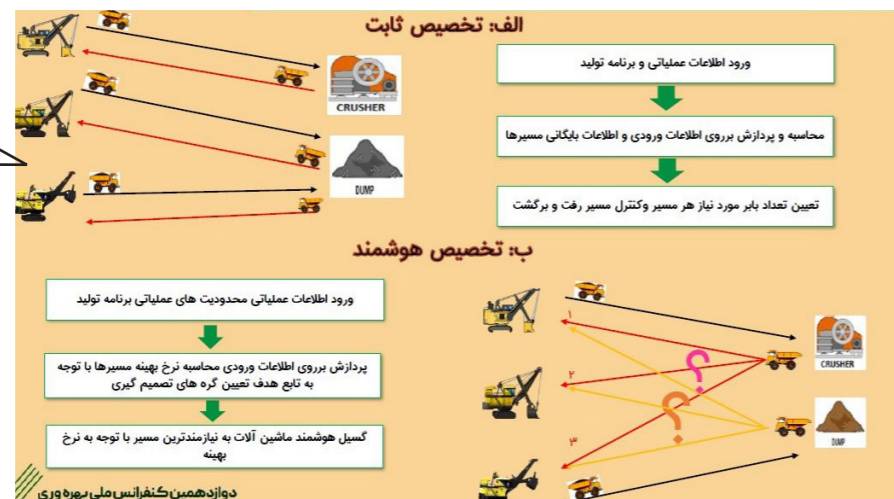 الف: تخصیص ثابت
CRUSHER
DUMP
ورود اطلاعات عملیاتی و برنامه تولید
محاسبه و پردازش برروی اطلاعات ورودی و اطلاعات بایگانی مسیرها
تعیین تعداد بابر مورد نیاز هر مسیر وکنترل مسیر رفت و برگشت
ب: تخصیص هوشمند
ورود اطلاعات عملیاتی محدودیت های عملیاتی برنامه تولید
پردازش برروی اطلاعات ورودی محاسبه نرخ بهینه مسیرها با توجه
به تابع هدف تعیین گره های تصمیم گیری
گسیل هوشمند ماشین آلات به نیازمندترین مسیر با توجه به نرخ
بهینه
۱
۲
۳
؟
؟
CRUSHER
DUMP
دوازدهمین کنفرانس ملی بهره وری